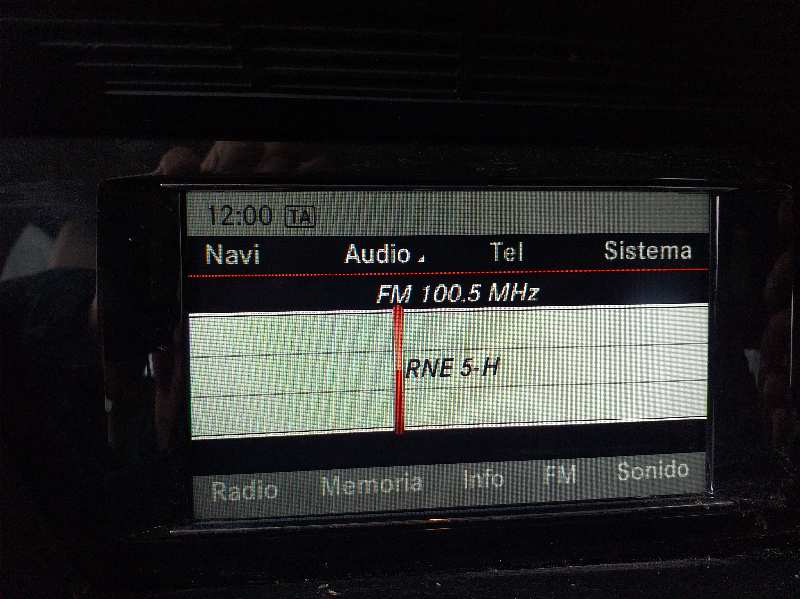 12:00 TA
Navi Audio Tel Sistema
FM 100.5 MHz
RNE 5-H
Radio Memoria Info FM Sonido